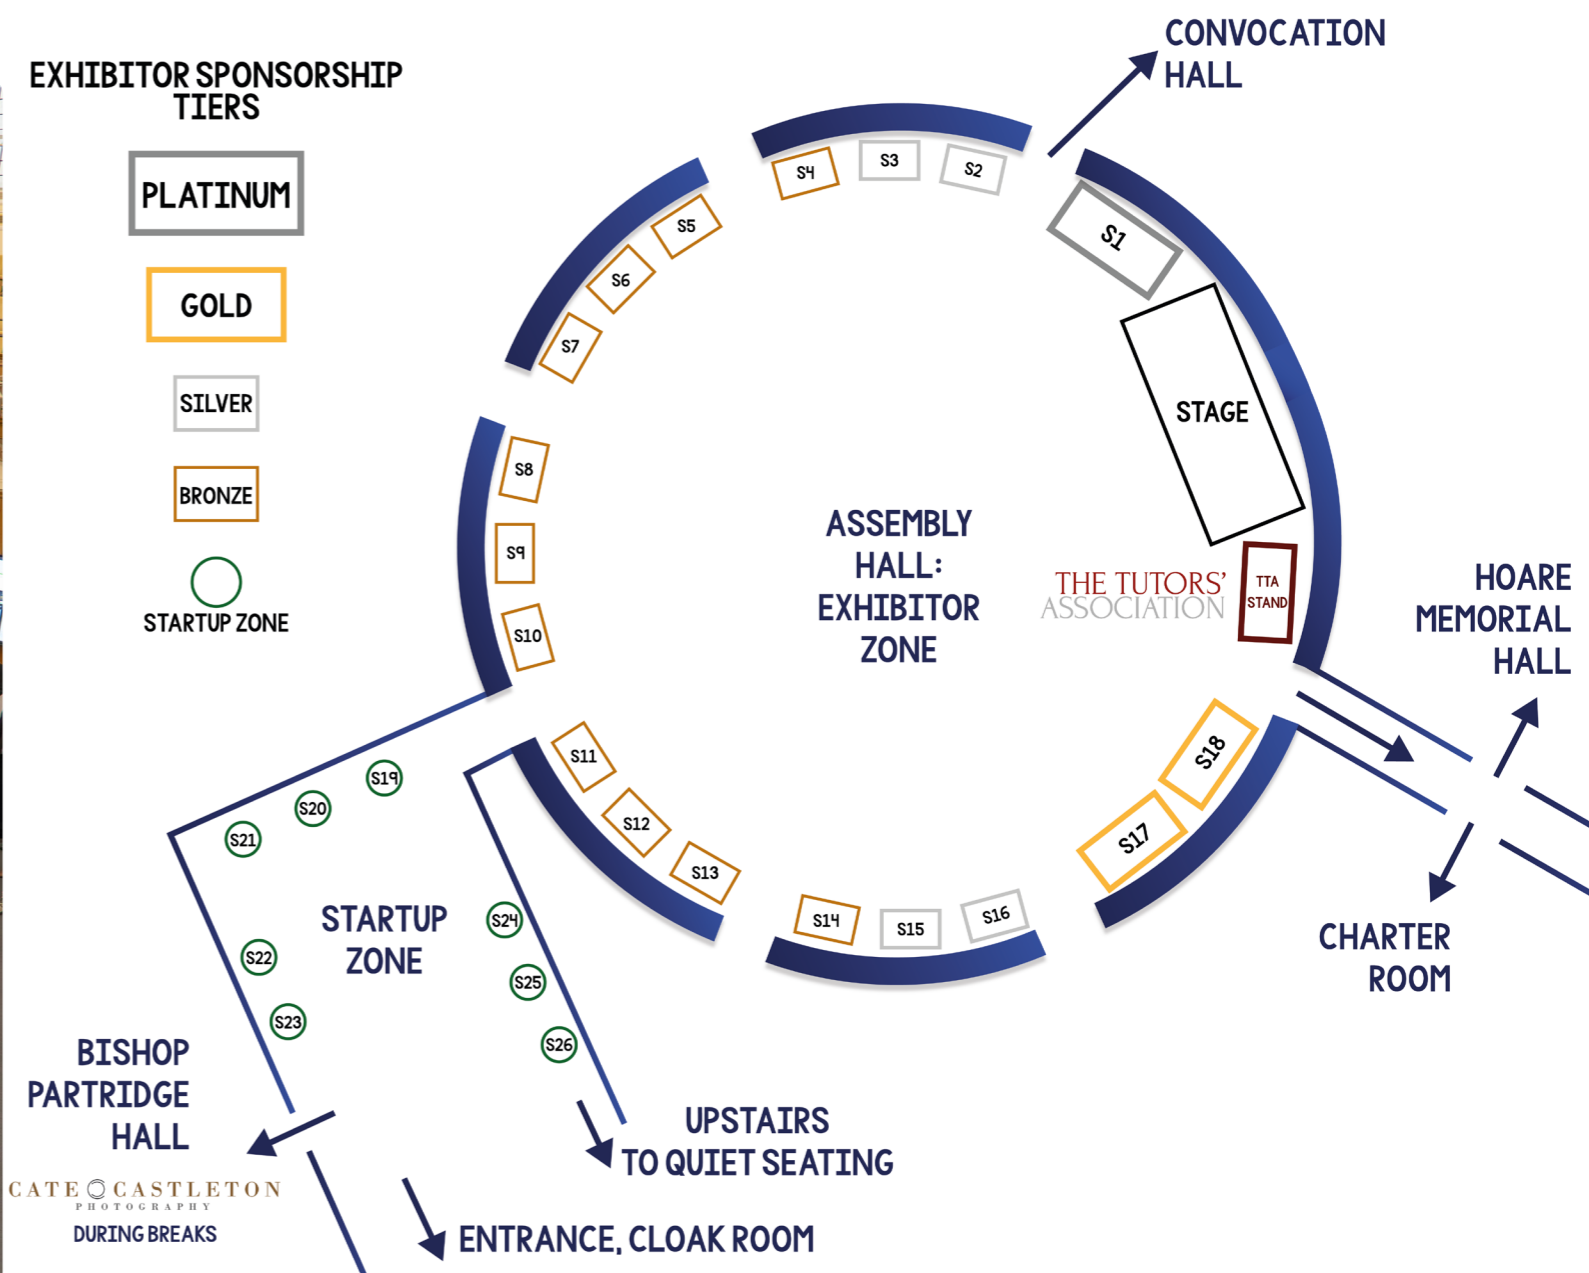 EXHIBITOR SPONSORSHIP
TIERS
PLATINUM
GOLD
SILVER
BRONZE
STARTUP ZONE
CONVOCATION
HALL
S1
S2
S3
S4
S5
S6
S7
S8
S9
S10
S11
S12
S13
S14
S15
S16
S17
S18
STAGE
TTA
STAND
THE TUTORS'
ASSOCIATION
ASSEMBLY
HALL:
EXHIBITOR
ZONE
HOARE
MEMORIAL
HALL
CHARTER
ROOM
S19
S20
S21
S22
S23
S24
S25
S26
STARTUP
ZONE
BISHOP
PARTRIDGE
HALL
CATE CASTLETON
PHOTOGRAPHY
DURING BREAKS
UPSTAIRS
TO QUIET SEATING
ENTRANCE, CLOAK ROOM